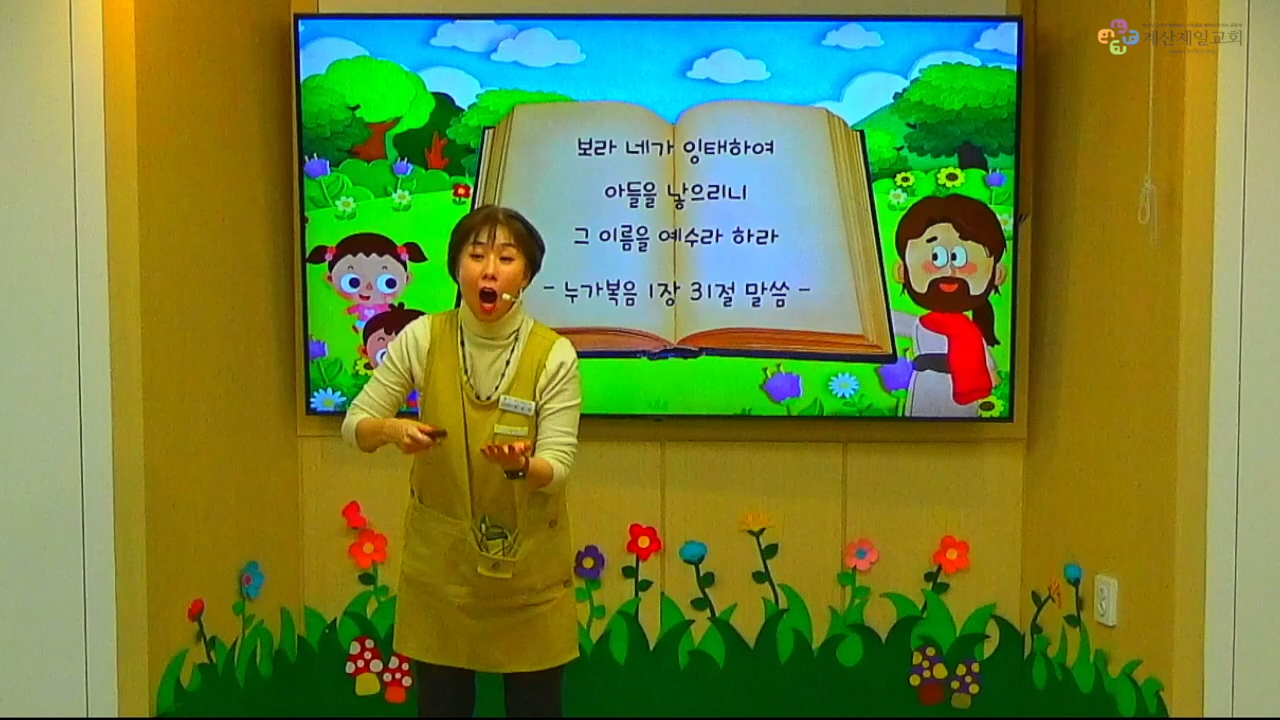 계산제일교회
보라 네가 잉태하여
아들을 낳으리니
그 이름을 예수라 하라
- 누가복음 1장 31절 말씀 -